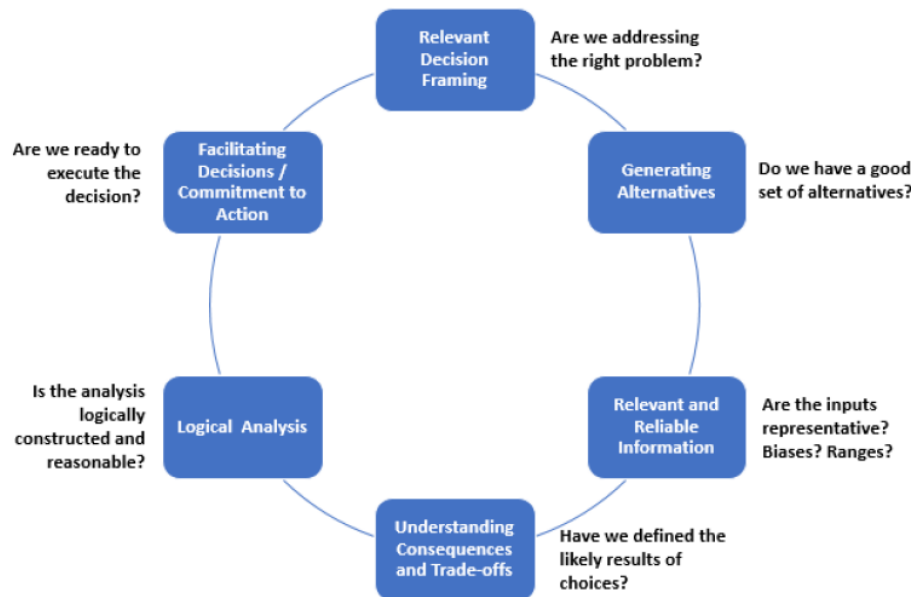 Relevant
Decision
Framing
Are we addressing
the right problem?
Generating
Alternatives
Do we have a good
set of alternatives?
Relevant and
Reliable
Information
Are the inputs
representative?
Biases? Ranges?
Understanding
Consequences
and Trade-offs
Have we defined the
likely results of
choices?
Logical Analysis
Is the analysis
logically
constructed and
reasonable?
Facilitating
Decisions /
Commitment to
Action
Are we ready to
execute the
decision?